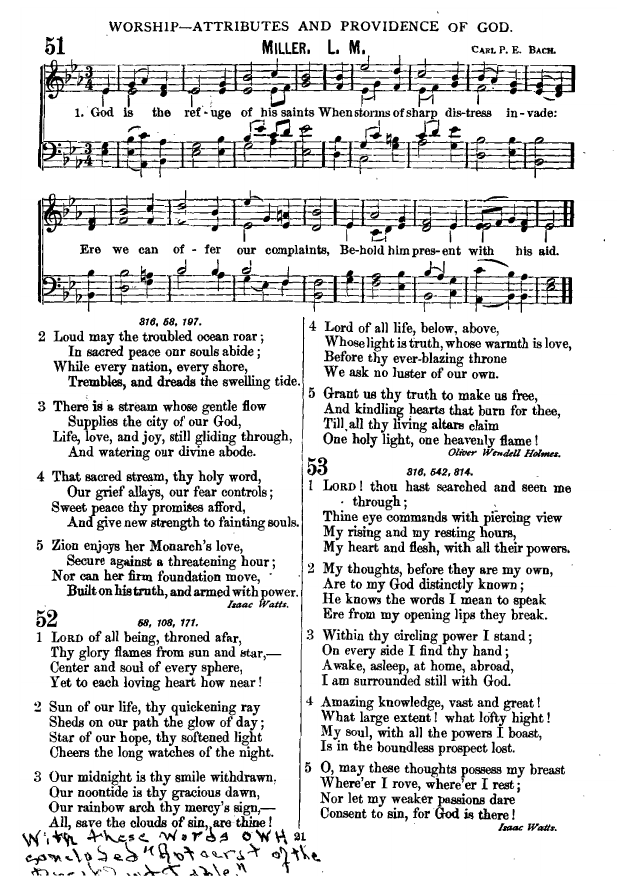 WORSHIP—ATTRIBUTES AND PROVIDENCE OF GOD.
51
MILLER. L. M.
CARL P. E. BACH.
1. God is the ref-uge of his saints When storms of sharp dis-tress in-vade:
Ere we can of-fer our complaints, Be-hold him pres-ent with his aid.
316, 58, 197.
2 Loud may the troubled ocean roar;
In sacred peace our souls abide;
While every nation, every shore,
Trembles, and dreads the swelling tide.
3 There is a stream whose gentle flow
Supplies the city of our God,
Life, love, and joy, still gliding through,
And watering our divine abode.
4 That sacred stream, thy holy word,
Our grief allays, our fear controls;
Sweet peace thy promises afford,
And give new strength to fainting souls.
5 Zion enjoys her Monarch's love,
Secure against a threatening hour;
Nor can her firm foundation move,
Built on his truth, and armed with power.
Isaac Watts.
52
58, 108, 171.
1 LORD of all being, throned afar,
Thy glory flames from sun and star,—
Center and soul of every sphere,
Yet to each loving heart how near!
2 Sun of our life, thy quickening ray
Sheds on our path the glow of day;
Star of our hope, thy softened light
Cheers the long watches of the night.
3 Our midnight is thy smile withdrawn,
Our noontide is thy gracious dawn,
Our rainbow arch thy mercy's sign,—
All, save the clouds of sin, are thine!
4 Lord of all life, below, above,
Whose light is truth, whose warmth is love,
Before thy ever-blazing throne
We ask no luster of our own.
5 Grant us thy truth to make us free,
And kindling hearts that burn for thee,
Till all thy living altars claim
One holy light, one heavenly flame!
Oliver Wendell Holmes.
53
316, 542, 814.
1 LORD! thou hast searched and seen me
through;
Thine eye commands with piercing view
My rising and my resting hours,
My heart and flesh, with all their powers.
2 My thoughts, before they are my own,
Are to my God distinctly known;
He knows the words I mean to speak
Ere from my opening lips they break.
3 Within thy circling power I stand;
On every side I find thy hand;
Awake, asleep, at home, abroad,
I am surrounded still with God.
4 Amazing knowledge, vast and great!
What large extent! what lofty hight!
My soul, with all the powers I boast,
Is in the boundless prospect lost.
5 O, may these thoughts possess my breast
Where'er I rove, where'er I rest;
Nor let my weaker passions dare
Consent to sin, for God is there!
Isaac Watts.
21
With these words OWH
concluded of the